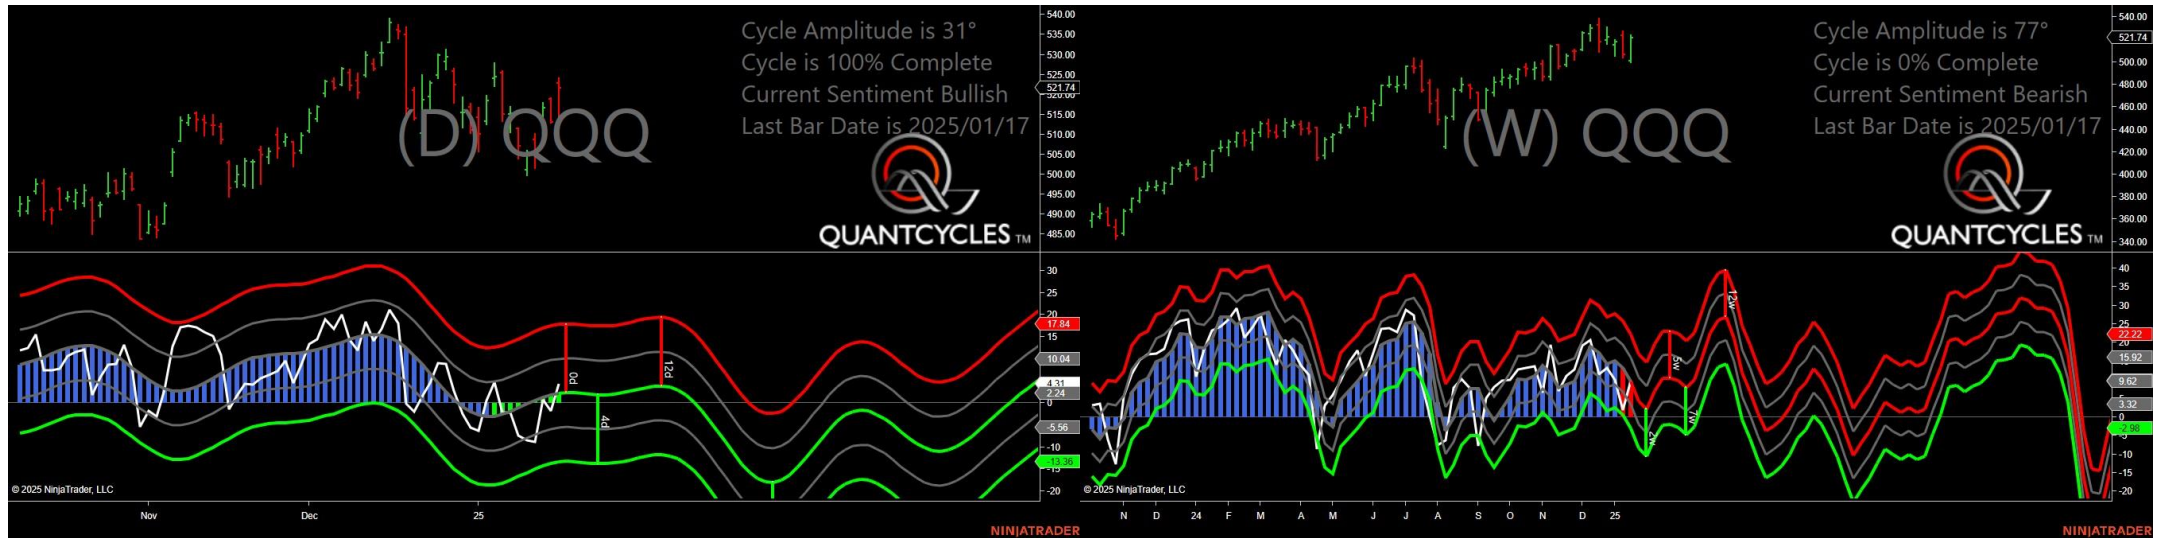 Cycle Amplitude is 31°
Cycle is 100% Complete
Current Sentiment Bullish
Last Bar Date is 2025/01/17
(D) QQQ
QUANTCYCLES TM
540.00
535.00
530.00
525.00
521.74
520.00
515.00
510.00
505.00
500.00
495.00
490.00
485.00
30
25
20
17.84
15
10.04
4.31
2.24
0
-5.56
-10
-13.36
-15
-20
0d
4d
12d
© 2025 NinjaTrader, LLC
Nov
Dec
25
NINJATRADER
Cycle Amplitude is 77°
Cycle is 0% Complete
Current Sentiment Bearish
Last Bar Date is 2025/01/17
(W) QQQ
QUANTCYCLES TM
540.00
521.74
500.00
480.00
460.00
440.00
420.00
400.00
380.00
360.00
340.00
40
35
30
25
22.22
20
15.92
9.62
3.32
0
-2.98
-5
-10
-15
-20
2w
5w
7w
12w
© 2025 NinjaTrader, LLC
N D 24 F M A M J J A S O N D 25
NINJATRADER